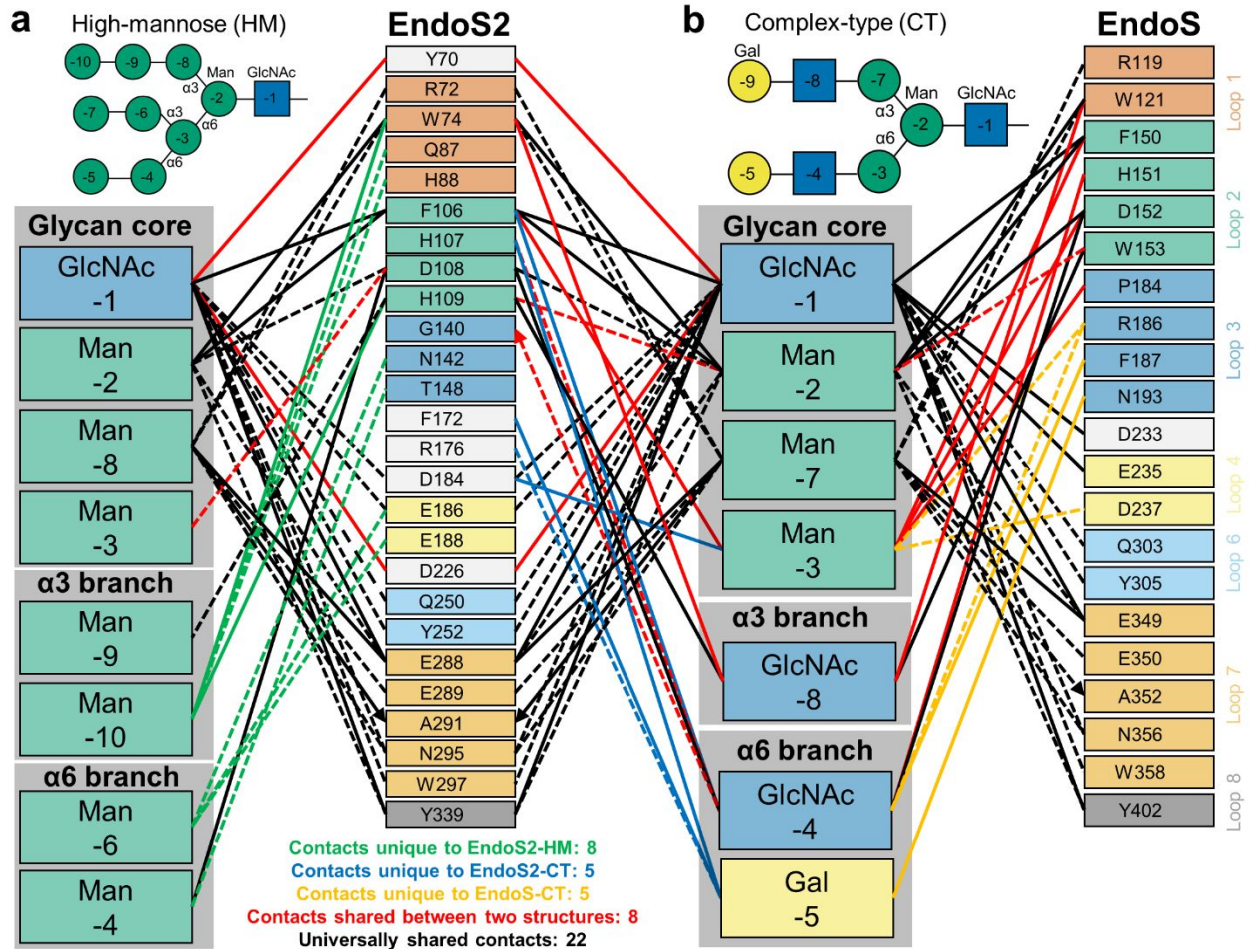 a
High-mannose (HM)
-10
-9
-8
Man
GlcNAc
α3
-2
-1
-7
-6
α3
α6
-3
α6
-5
-4
Glycan core
GlcNAc
-1
Man
-2
Man
-8
Man
-3
α3 branch
Man
-9
Man
-10
α6 branch
Man
-6
Man
-4
EndoS2
Y70
R72
W74
Q87
H88
F106
H107
D108
H109
G140
N142
T148
F172
R176
D184
E186
E188
D226
Q250
Y252
E288
E289
A291
N295
W297
Y339
Contacts unique to EndoS2-HM: 8
Contacts unique to EndoS2-CT: 5
Contacts unique to EndoS-CT: 5
Contacts shared between two structures: 8
Universally shared contacts: 22
b
Complex-type (CT)
Gal
-9
-8
-7
Man
GlcNAc
α3
-2
-1
α6
-5
-4
-3
Glycan core
GlcNAc
-1
Man
-2
Man
-7
Man
-3
α3 branch
GlcNAc
-8
α6 branch
GlcNAc
-4
Gal
-5
EndoS
R119
W121
F150
H151
D152
W153
P184
R186
F187
N193
D233
E235
D237
Q303
Y305
E349
E350
A352
N356
W358
Y402
Loop 1
Loop 2
Loop 3
Loop 4
Loop 6
Loop 7
Loop 8